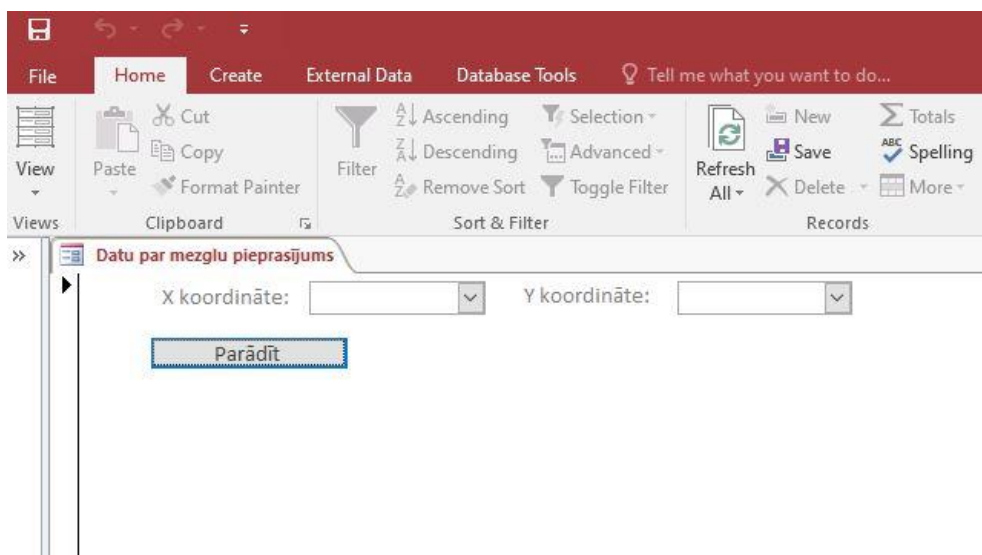 File Home Create External Data Database Tools Tell me what you want to do...
View
Views
Paste
Cut
Copy
Format Painter
Clipboard
Filter
Ascending
Descending
Remove Sort
Selection
Advanced
Toggle Filter
Sort & Filter
Refresh
All
New
Save
Delete
Totals
ABC
Spelling
More
Records
Datu par mezglu pieprasījums
X koordināte: Y koordināte:
Parādīt